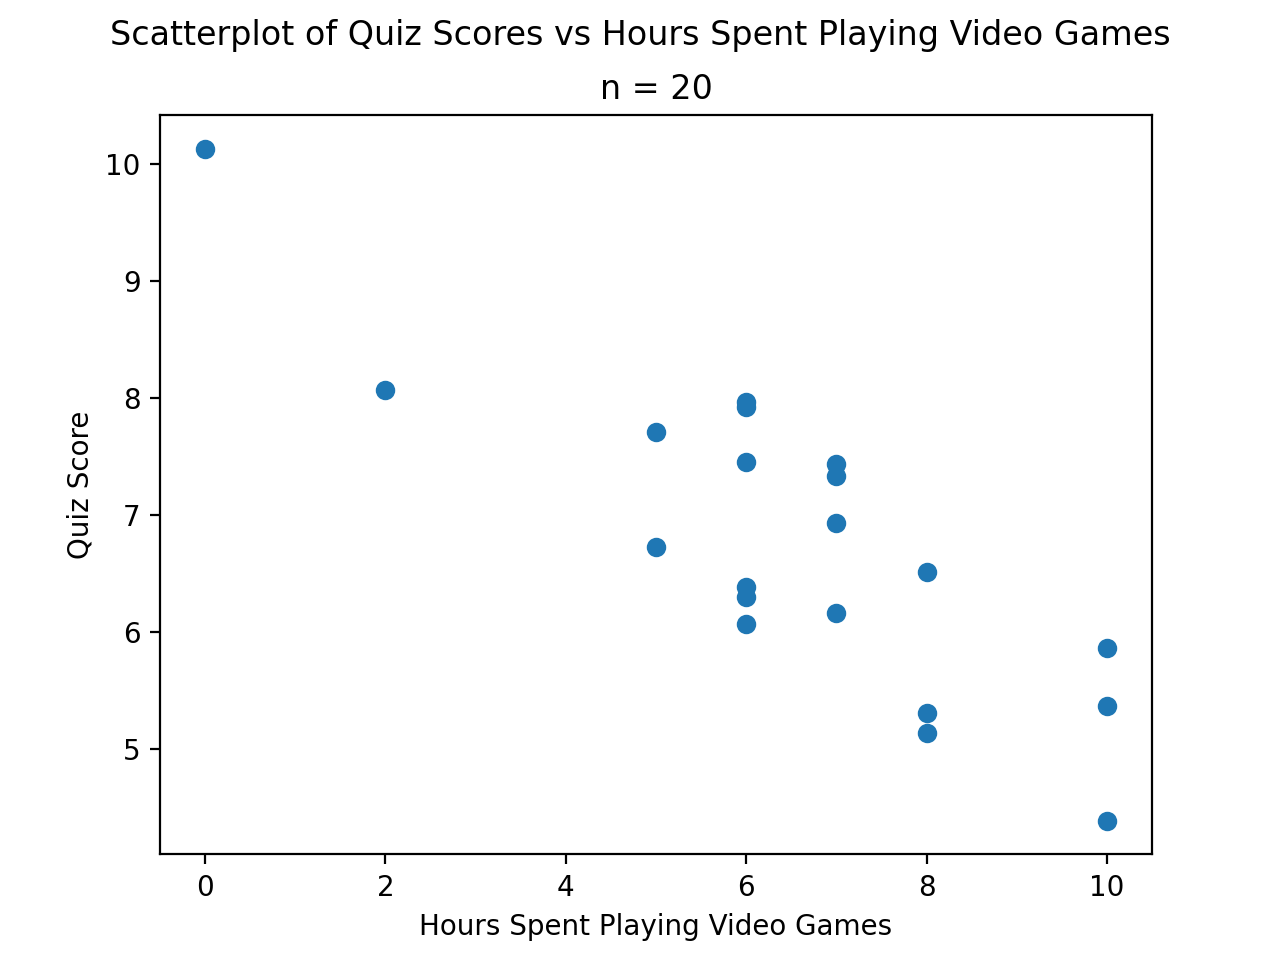 Scatterplot of Quiz Scores vs Hours Spent Playing Video Games
n = 20
10
9
8
7
6
5
Quiz Score
0 2 4 6 8 10
Hours Spent Playing Video Games